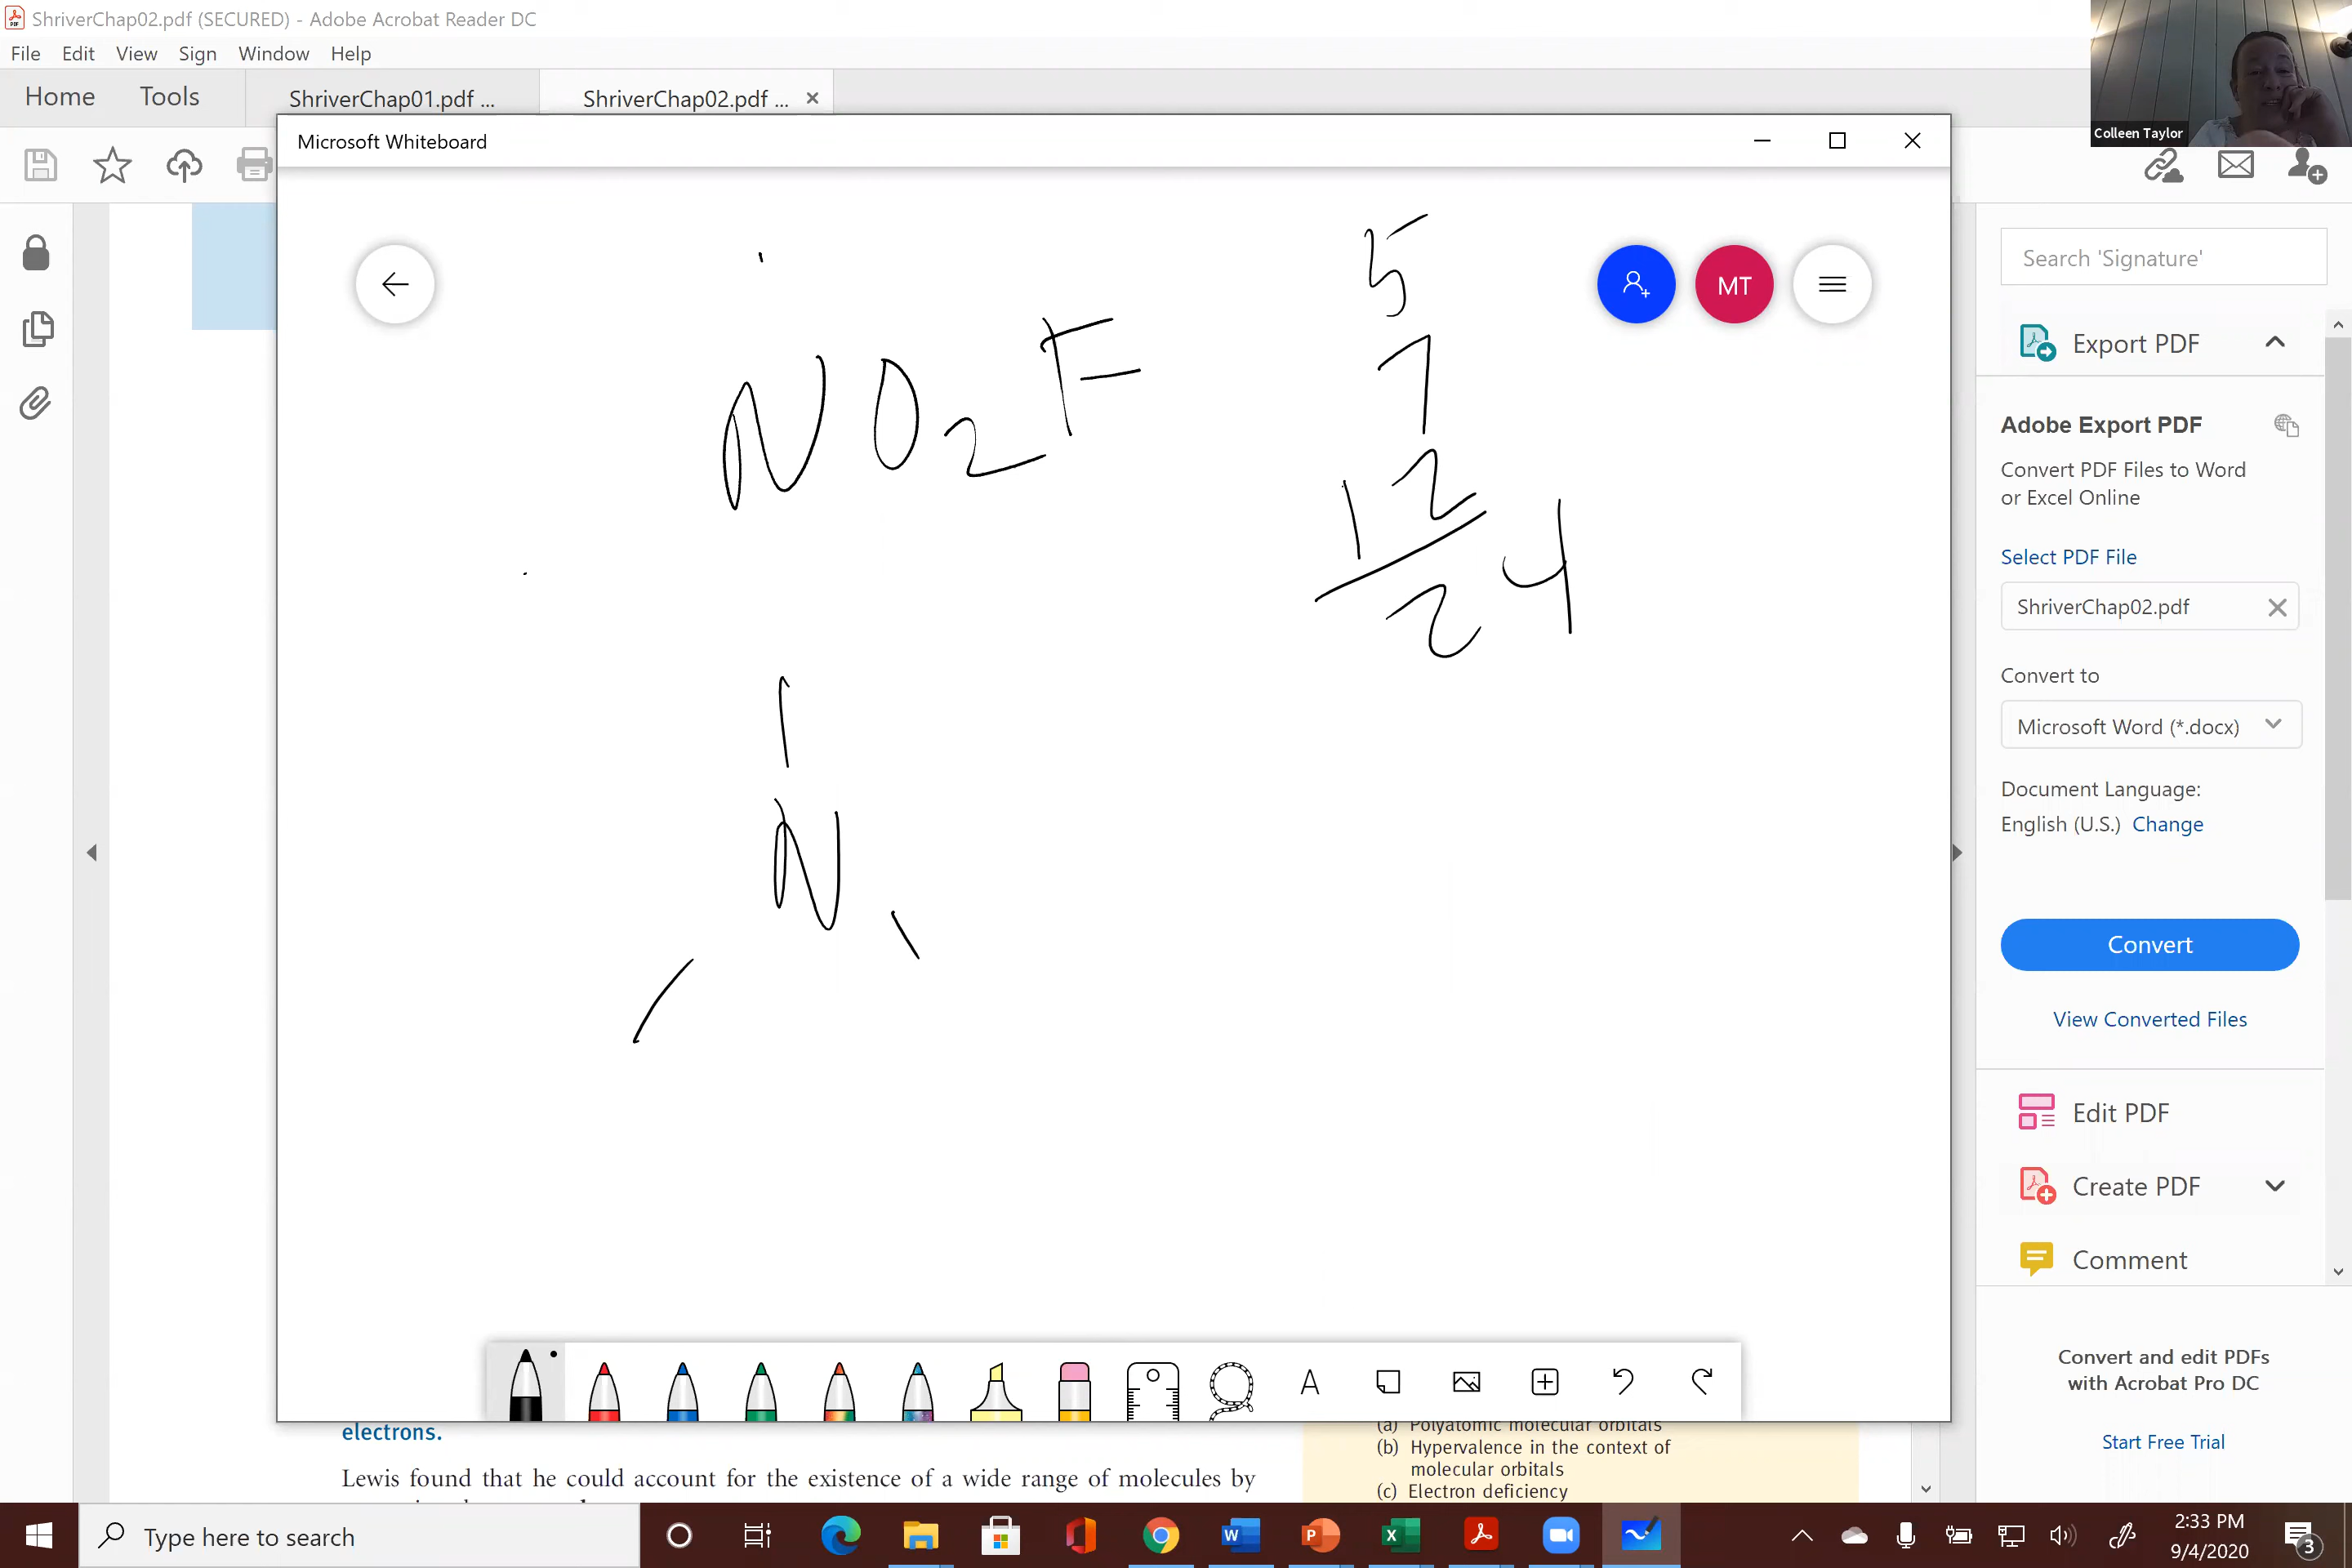 ShriverChap02.pdf (SECURED) - Adobe Acrobat Reader DC
File Edit View Sign Window Help
Home Tools ShriverChap01.pdf ... ShriverChap02.pdf ...
Colleen Taylor
Microsoft Whiteboard
MT
NO2F
5
7
12
24
N
Search 'Signature'
Export PDF
Adobe Export PDF
Convert PDF Files to Word
or Excel Online
Select PDF File
ShriverChap02.pdf
Convert to
Microsoft Word (*.docx)
Document Language:
English (U.S.) Change
Convert
View Converted Files
Edit PDF
Create PDF
Comment
Convert and edit PDFs
with Acrobat Pro DC
Start Free Trial
electrons.
Lewis found that he could account for the existence of a wide range of molecules by
(a) Polyatomic molecular orbitals
(b) Hypervalence in the context of
molecular orbitals
(c) Electron deficiency
Type here to search
2:33 PM
9/4/2020
3